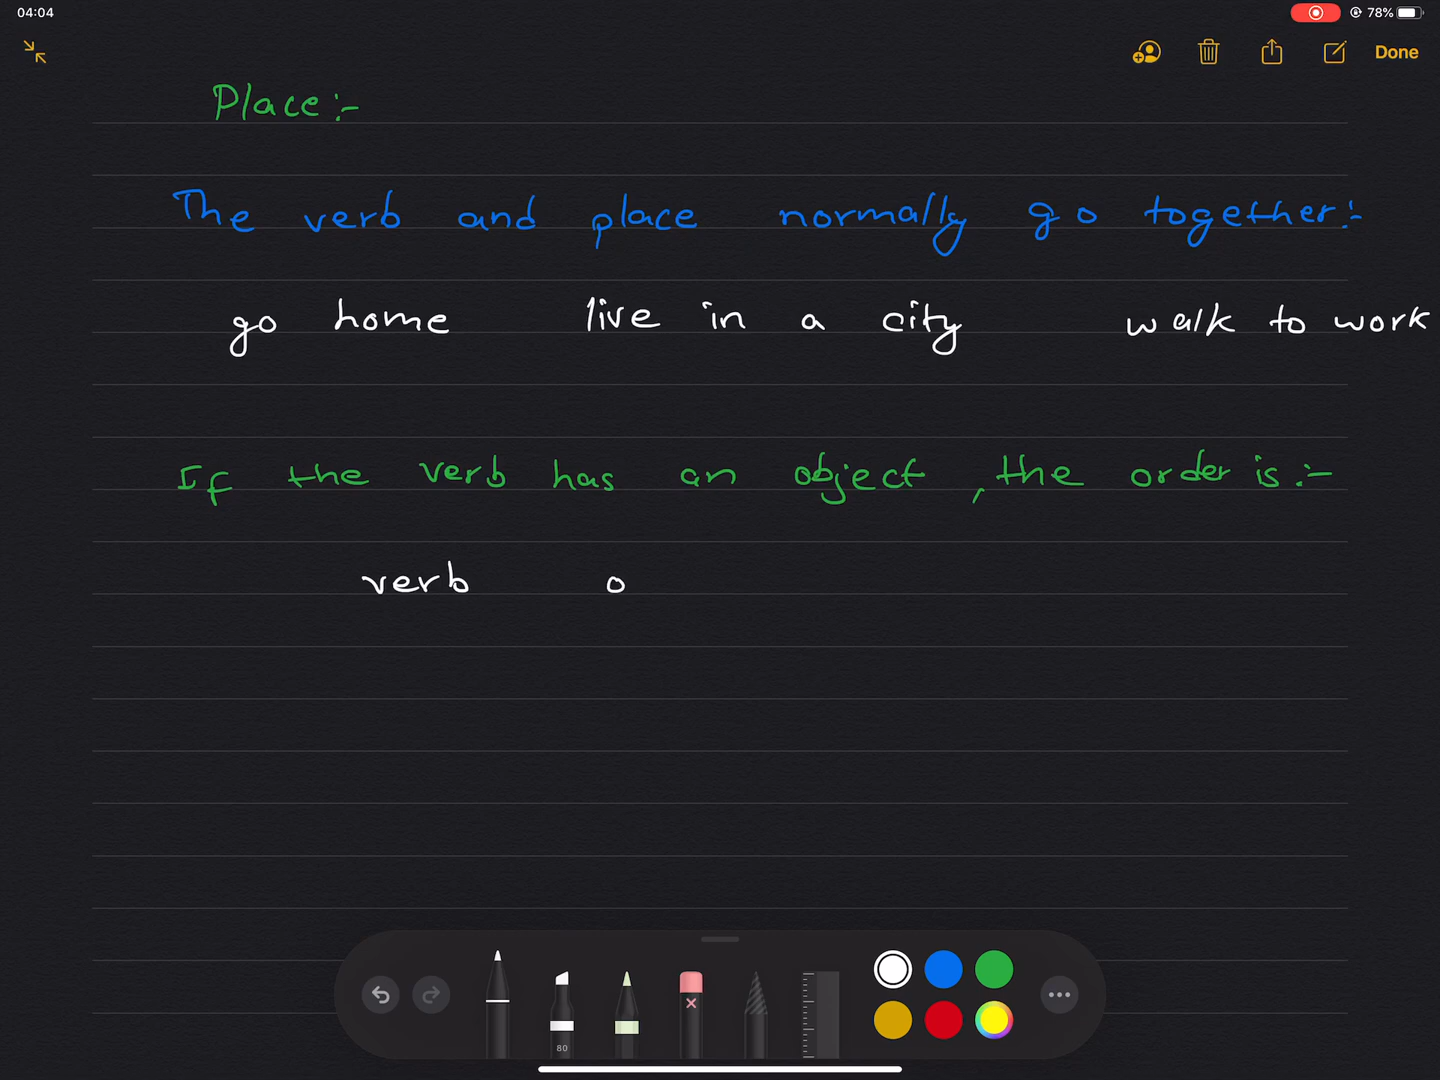 04:04
78%
Done
Place:-
The verb and place normally go together:-
go home live in a city walk to work
If the verb has an object, the order is:-
verb o
80